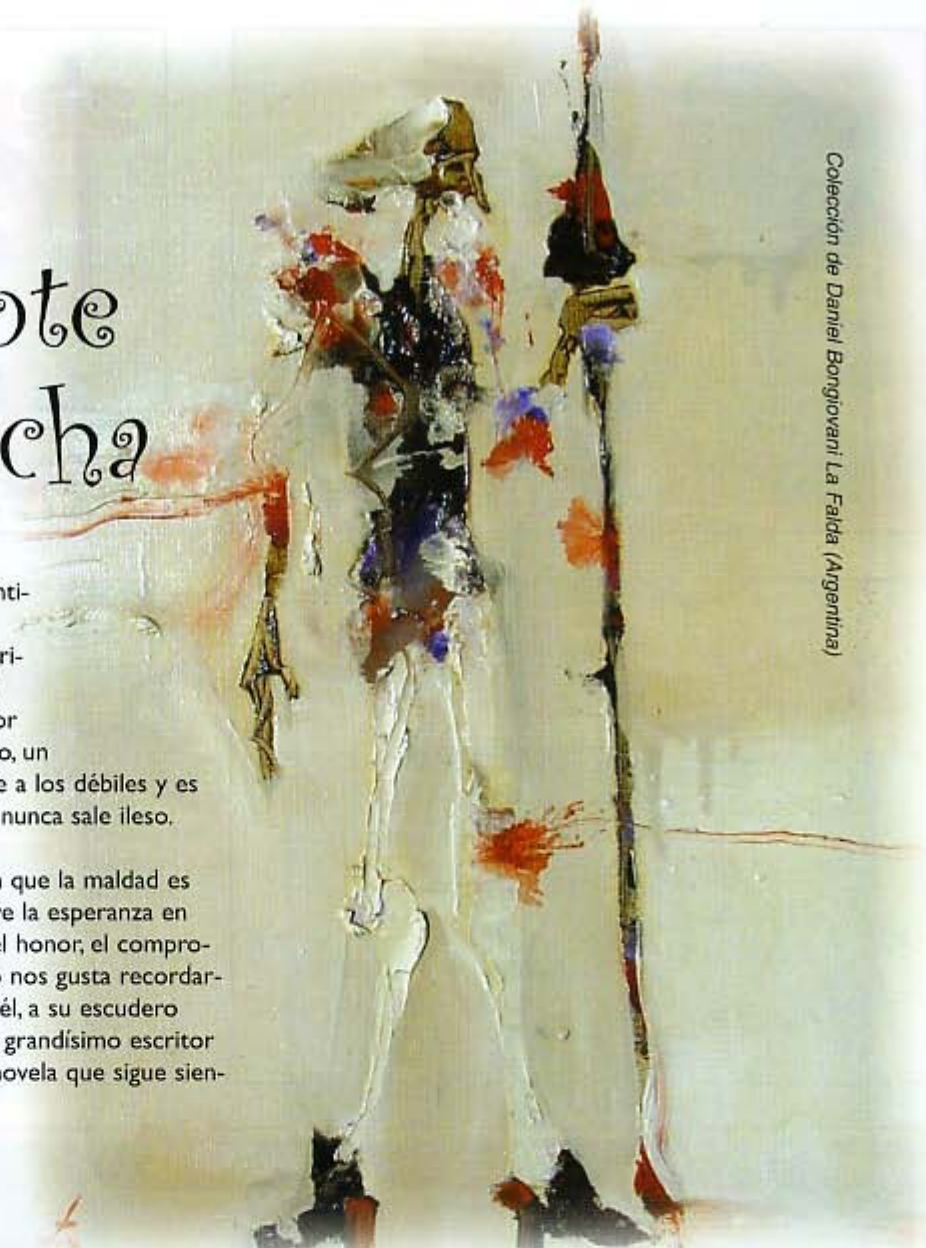 ote
cha
nti-
ri-
or
o, un
e a los débiles y es
nunca sale ileso.
que la maldad es
e la esperanza en
el honor, el compro-
nos gusta recordar-
él, a su escudero
grandísimo escritor
novela que sigue sien-
Colección de Daniel Bongiovani La Falda (Argentina)